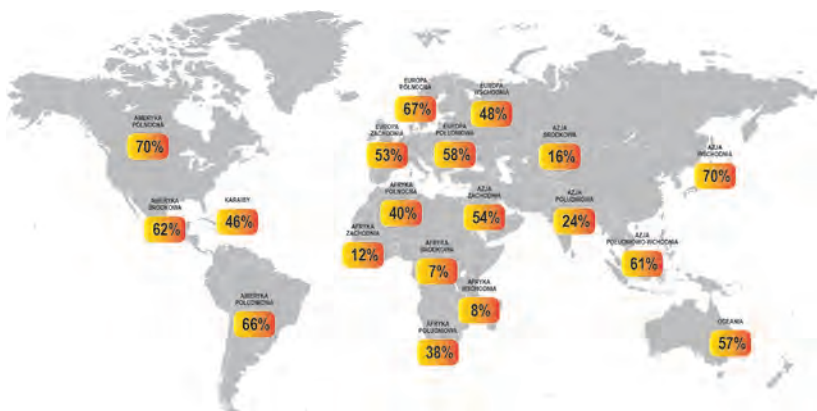 EUROPA
PÓŁNOCNA
67%
EUROPA
WSCHODNIA
48%
AMERYKA
PÓŁNOCNA
70%
EUROPA
ZACHODNIA
53%
EUROPA
POŁUDNIOWA
58%
AZJA
ŚRODKOWA
16%
AZJA
WSCHODNIA
70%
AMERYKA
ŚRODKOWA
62%
KARAIBY
46%
AFRYKA
PÓŁNOCNA
40%
AZJA
ZACHODNIA
54%
AZJA
POŁUDNIOWA
24%
AFRYKA
ZACHODNIA
12%
AFRYKA
ŚRODKOWA
7%
AZJA
POŁUDNIOWO-WSCHODNIA
61%
AFRYKA
WSCHODNIA
8%
AMERYKA
POŁUDNIOWA
66%
AFRYKA
POŁUDNIOWA
38%
OCEANIA
57%